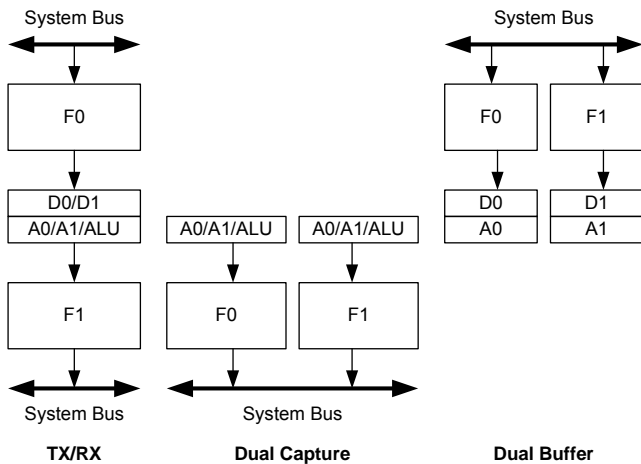 System Bus
System Bus
F0
F0
F1
D0/D1
D0
D1
A0/A1/ALU
A0/A1/ALU
A0/A1/ALU
A0
A1
F1
F0
F1
System Bus
System Bus
TX/RX
Dual Capture
Dual Buffer